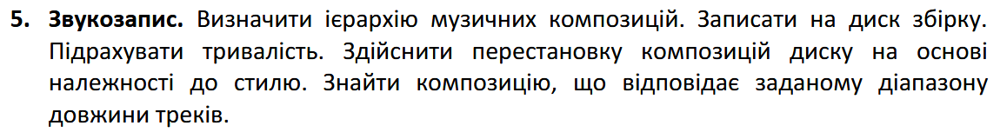 5. Звукозапис. Визначити ієрархію музичних композицій. Записати на диск збірку.
Підрахувати тривалість. Здійснити перестановку композицій диску на основі
належності до стилю. Знайти композицію, що відповідає заданому діапазону
довжини треків.